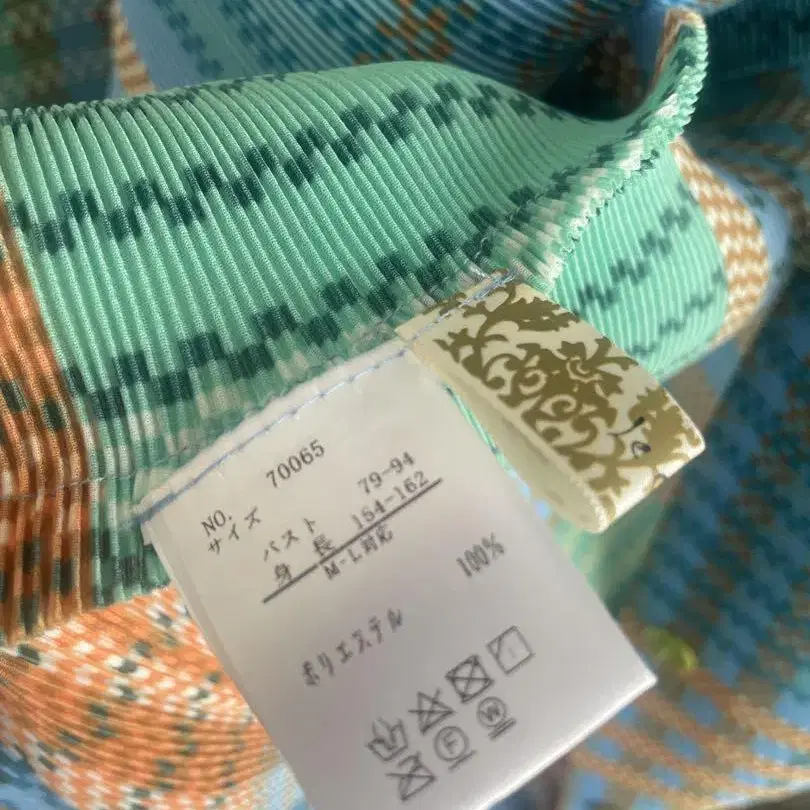 NO. 70065
サイズ
バスト 79-94
身長 154-162
M-L対応
ポリエステル 100%
F W
Le